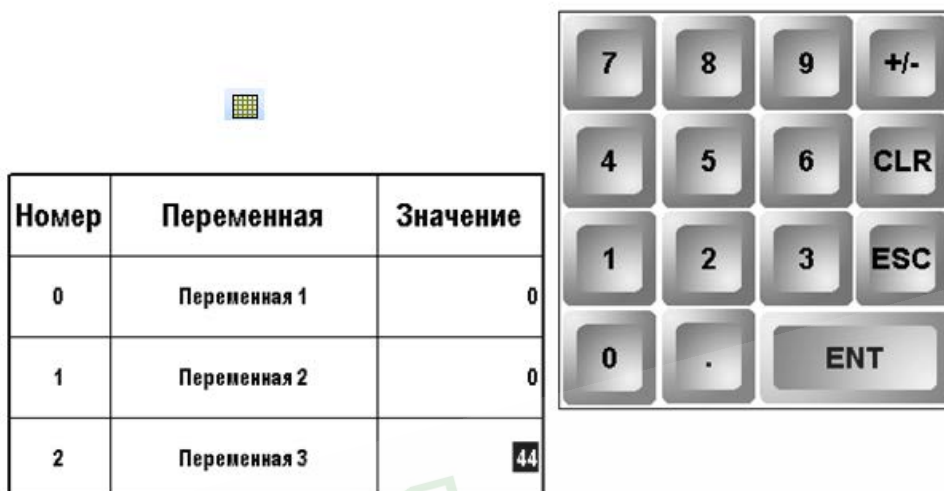 Номер Переменная Значение
0 Переменная 1 0
1 Переменная 2 0
2 Переменная 3 44
7 8 9 +/-
4 5 6 CLR
1 2 3 ESC
0 . ENT